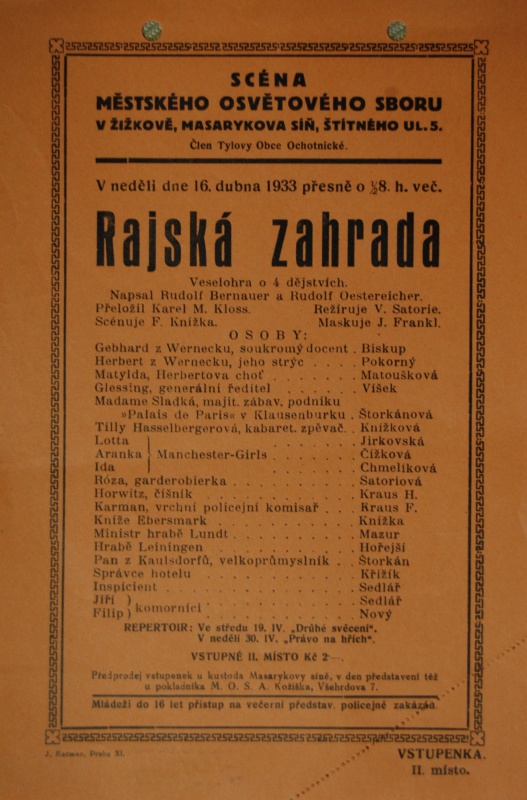 SCÉNA
MĚSTSKÉHO OSVĚTOVÉHO SBORU
V ŽIŽKOVĚ, MASARYKOVA SÍŇ, ŠTÍTNÉHO UL. 5.
Člen Tylovy Obce Ochotnické.
V neděli dne 16. dubna 1933 přesně o ½8. h. več.
Rajská zahrada
Veselohra o 4 dějstvích.
Napsal Rudolf Bernauer a Rudolf Oestereicher.
Přeložil Karel M. Kloss. Režíruje V. Satorie.
Scénuje F. Knížka. Maskuje J. Frankl.
OSOBY:
Gebhard z Wernecku, soukromý docent . Biskup
Herbert z Wernecku, jeho strýc . . . . Pokorný
Matylda, Herbertova choť . . . . . . . Matoušková
Glessing, generální ředitel . . . . . . Víšek
Madame Sladká, majit. zábav. podniku
»Palais de Paris« v Klausenburku . Štorkánová
Tilly Hasselbergerová, kabaret. zpěvač. . Knížková
Lotta . . . . . . . Jirkovská
Aranka } Manchester-Girls . . . . . . . Čížková
Ida . . . . . . . Chmelíková
Róza, garderobierka . . . . . . . . . Satoriová
Horwitz, číšník . . . . . . . . . . . Kraus H.
Karman, vrchní policejní komisař . . . Kraus F.
Kníže Ebersmark . . . . . . . . . . Knížka
Ministr hrabě Lundt . . . . . . . . . Mazur
Hrabě Leiningen . . . . . . . . . . Hořejší
Pan z Kaulsdorfů, velkoprůmyslník . . Štorkán
Správce hotelu . . . . . . . . . . . Křižík
Inspicient . . . . . . . . . . . . . Sedlář
Jiří . . . . . . . . . Sedlář
Filip } komorníci . . . . . . . . . Nový
REPERTOIR: Ve středu 19. IV. „Druhé svěcení“.
V neděli 30. IV. „Právo na hřích“.
VSTUPNÉ II. MÍSTO Kč 2—.
Předprodej vstupenek u kustoda Masarykovy síně, v den představení též
u pokladníka M. O. S. A. Kožíška, Všehrdova 7.
Mládeži do 16 let přístup na večerní představ. policejně zakázán
J. Praha XI.
VSTUPENKA.
II. místo.